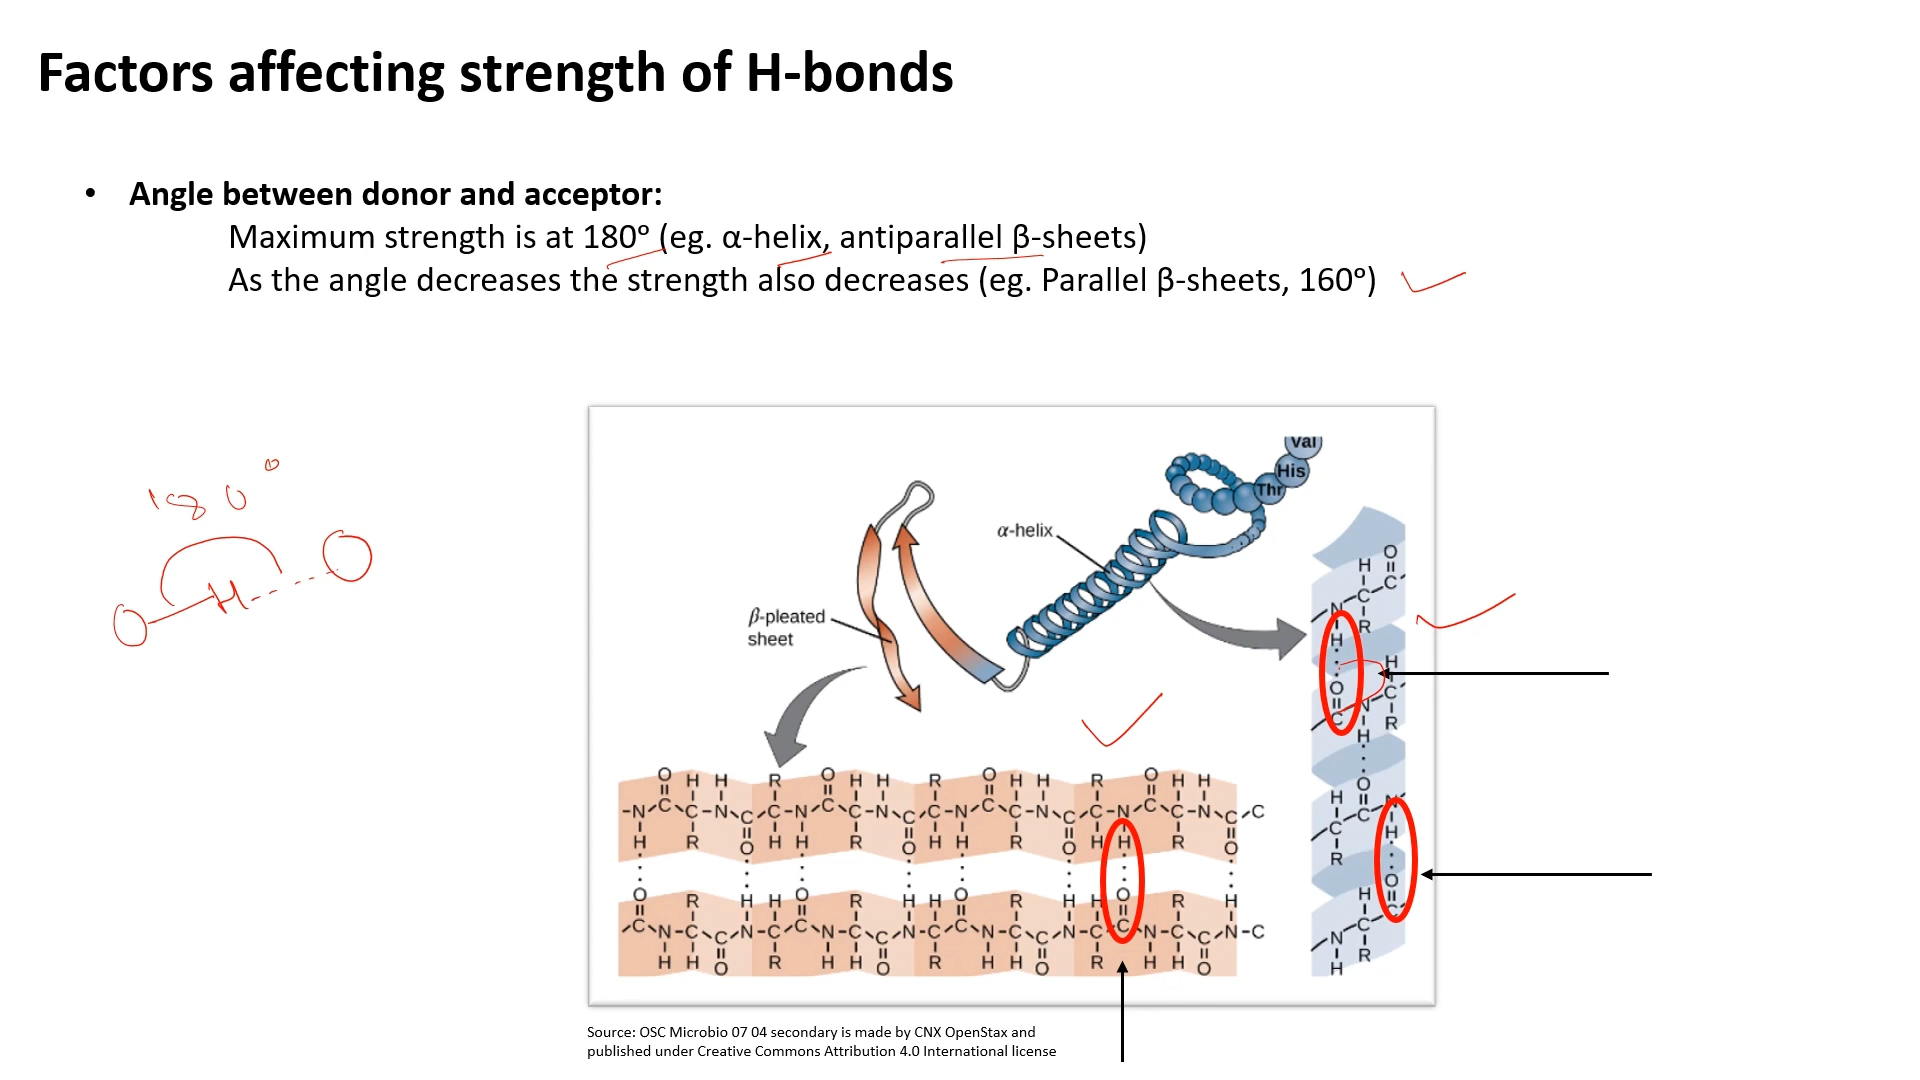 Factors affecting strength of H-bonds
• Angle between donor and acceptor:
Maximum strength is at 180° (eg. α-helix, antiparallel β-sheets)
As the angle decreases the strength also decreases (eg. Parallel β-sheets, 160°)
180°
O H O
Val
His
Thr
α-helix
β-pleated
sheet
Source: OSC Microbio 07 04 secondary is made by CNX OpenStax and
published under Creative Commons Attribution 4.0 International license